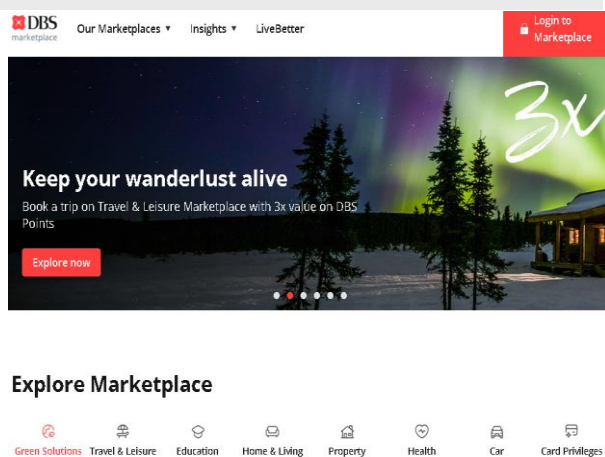 DBS
marketplace
Our Marketplaces ▾
Insights ▾
LiveBetter
Login to
Marketplace
3x
Keep your wanderlust alive
Book a trip on Travel & Leisure Marketplace with 3x value on DBS
Points
Explore now
Explore Marketplace
Green Solutions
Travel & Leisure
Education
Home & Living
Property
Health
Car
Card Privileges